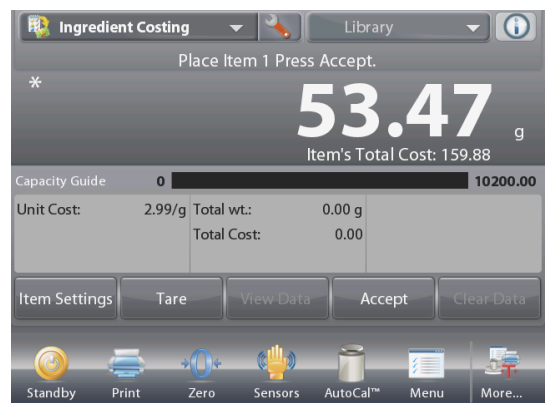 Ingredient Costing Library
Place Item 1 Press Accept.
*
53.47 g
Item's Total Cost: 159.88
Capacity Guide 0 10200.00
Unit Cost: 2.99/g Total wt.: 0.00 g
Total Cost: 0.00
Item Settings Tare View Data Accept Clear Data
Standby Print Zero Sensors AutoCal™ Menu More...